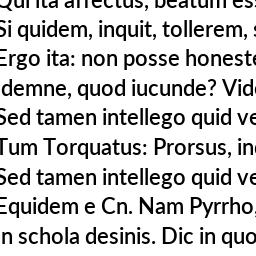 Qui ita affectus, beatum es
Si quidem, inquit, tollerem, s
Ergo ita: non posse honeste
demne, quod iucunde? Vid
Sed tamen intellego quid ve
Tum Torquatus: Prorsus, in
Sed tamen intellego quid ve
Equidem e Cn. Nam Pyrrho,
in schola desinis. Dic in quo